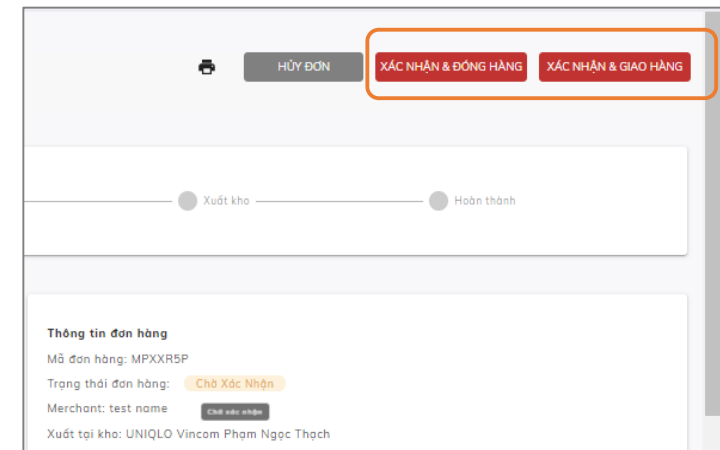 HỦY ĐƠN
XÁC NHẬN & ĐÓNG HÀNG
XÁC NHẬN & GIAO HÀNG
Xuất kho
Hoàn thành
Thông tin đơn hàng
Mã đơn hàng: MPXXR5P
Trạng thái đơn hàng: Chờ Xác Nhận
Merchant: test name
Chờ xác nhận
Xuất tại kho: UNIQLO Vincom Phạm Ngọc Thạch